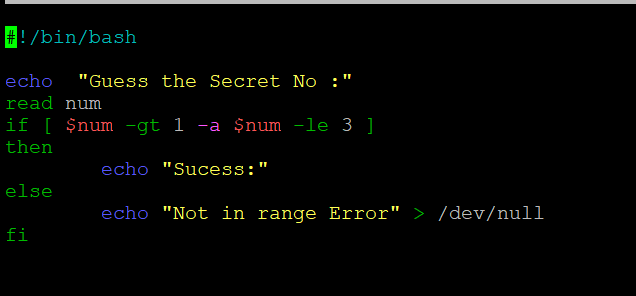 #!/bin/bash
echo  "Guess the Secret No :"
read num
if [ $num -gt 1 -a $num -le 3 ]
then
        echo "Sucess:"
else
        echo "Not in range Error" > /dev/null
fi